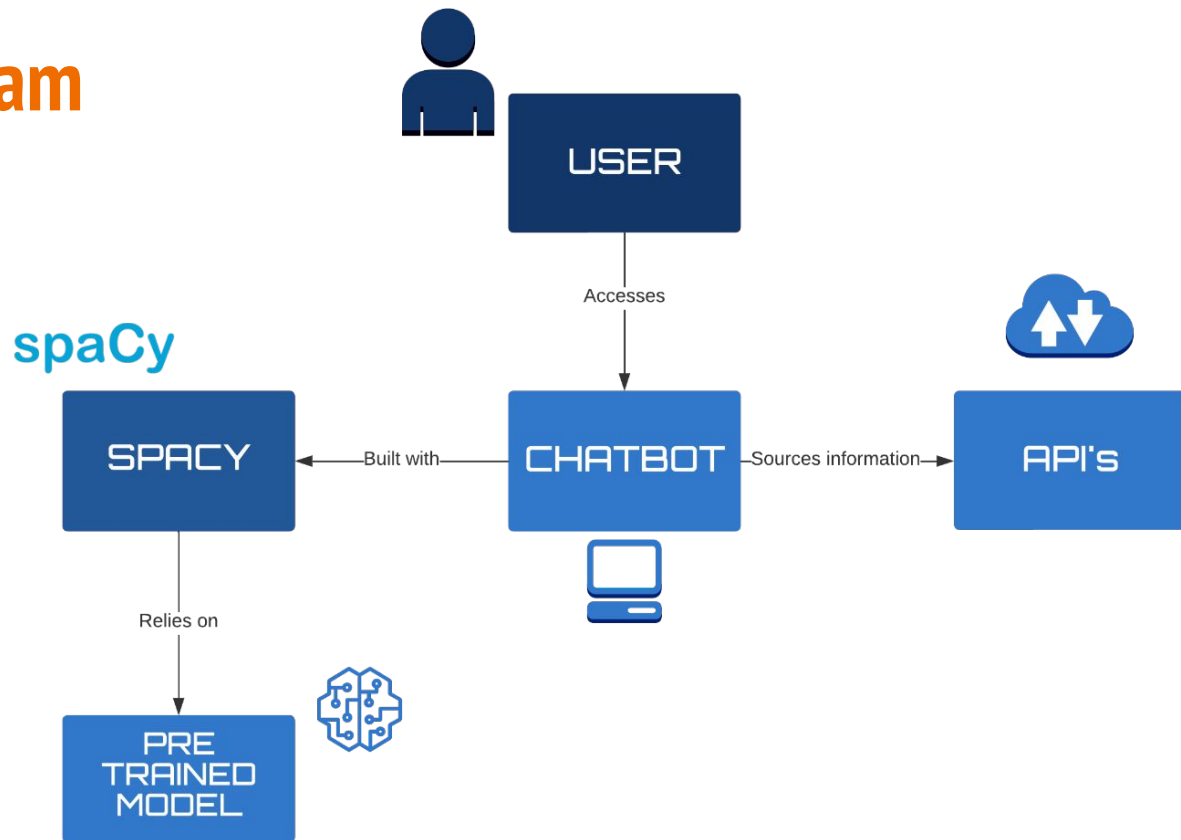 am
USER
Accesses
spaCy
SPACY
Built with
CHATBOT
Sources information
API's
Relies on
PRE
TRAINED
MODEL